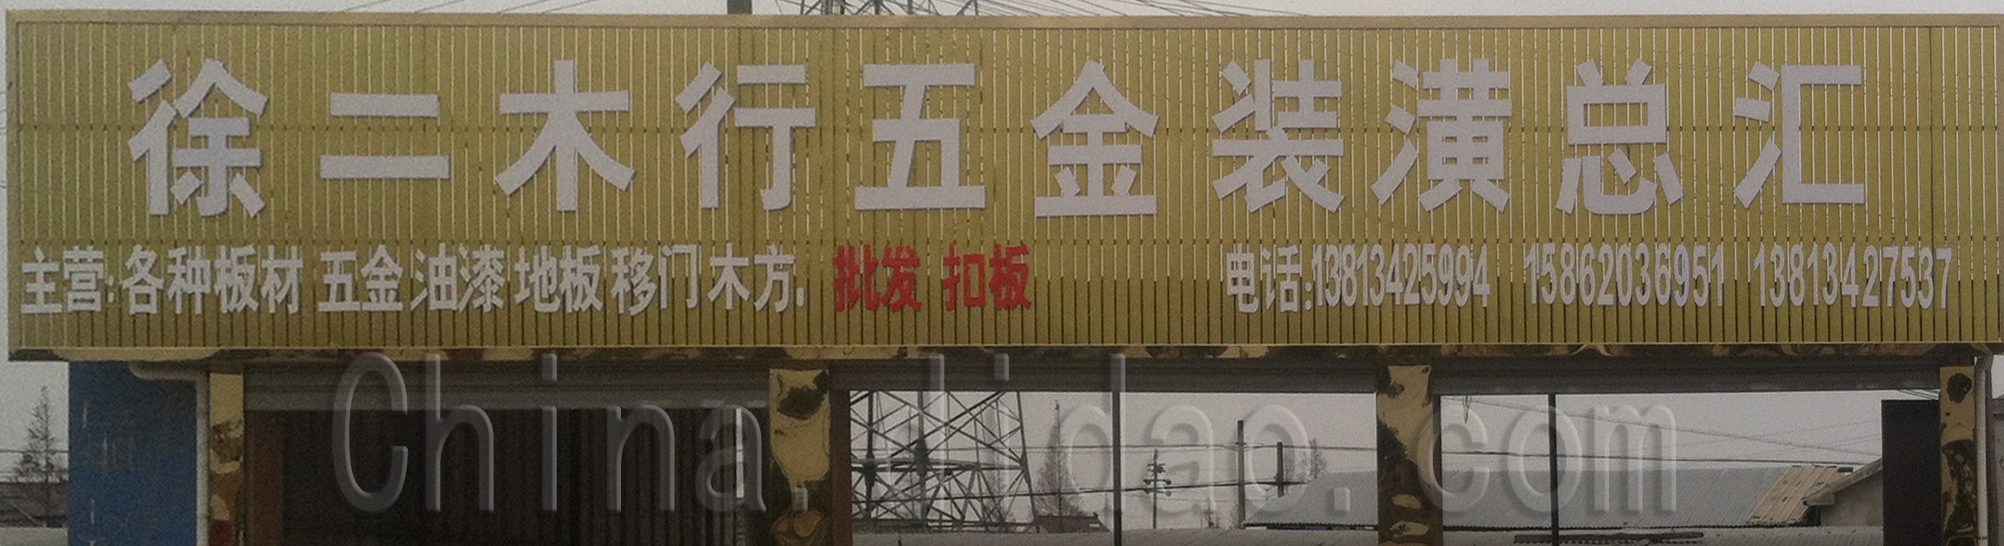 徐二木行五金装潢总汇
主营:各种板材 五金 油漆 地板 移门 木方. 批发 扣板 电话:13813425994 15862036951 13813427537
China.jidao.com